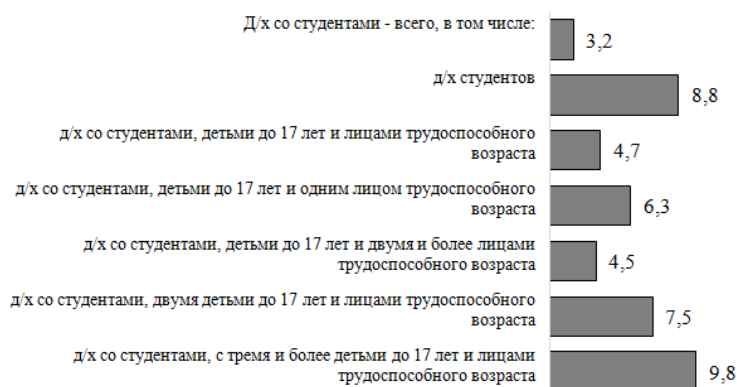 Д/х со студентами - всего, в том числе:
3,2
д/х студентов
8,8
д/х со студентами, детьми до 17 лет и лицами трудоспособного
возраста
4,7
д/х со студентами, детьми до 17 лет и одним лицом трудоспособного
возраста
6,3
д/х со студентами, детьми до 17 лет и двумя и более лицами
трудоспособного возраста
4,5
д/х со студентами, двумя детьми до 17 лет и лицами трудоспособного
возраста
7,5
д/х со студентами, с тремя и более детьми до 17 лет и лицами
трудоспособного возраста
9,8